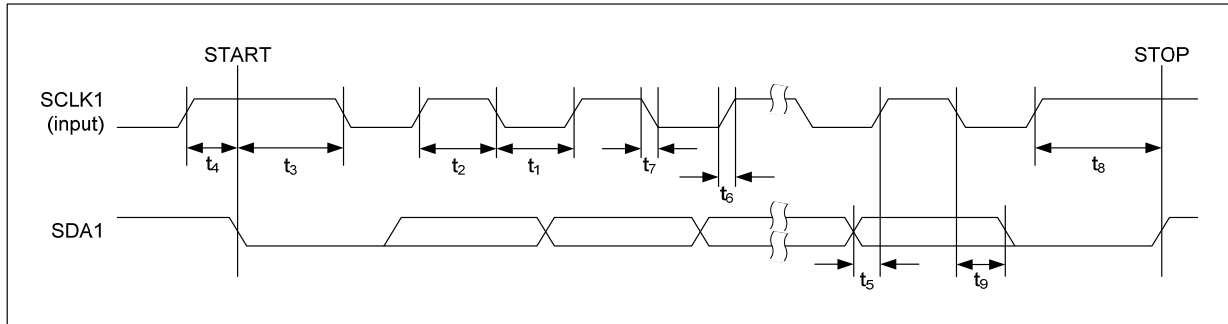 START
STOP
SCLK1
(input)
t4
t3
t2
t1
t7
t6
t8
SDA1
t5
t9